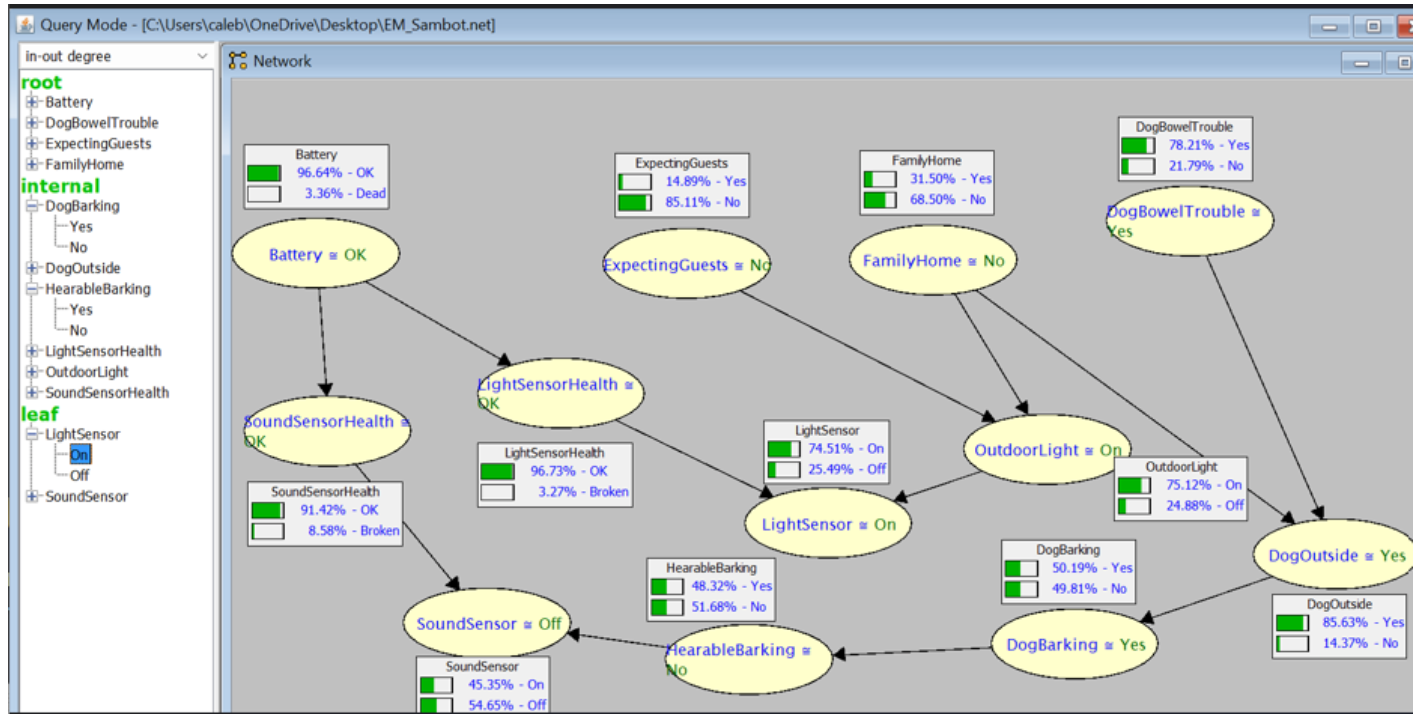 Query Mode - [C:\Users\caleb\OneDrive\Desktop\EM_Sambot.net]
in-out degree
root
Battery
DogBowelTrouble
ExpectingGuests
FamilyHome
internal
DogBarking
Yes
No
DogOutside
HearableBarking
Yes
No
LightSensorHealth
OutdoorLight
SoundSensorHealth
leaf
LightSensor
On
Off
SoundSensor
Network
Battery
96.64% - OK
3.36% - Dead
Battery ≅ OK
ExpectingGuests
14.89% - Yes
85.11% - No
ExpectingGuests ≅ No
FamilyHome
31.50% - Yes
68.50% - No
FamilyHome ≅ No
DogBowelTrouble
78.21% - Yes
21.79% - No
DogBowelTrouble ≅
Yes
LightSensorHealth ≅
OK
LightSensorHealth
96.73% - OK
3.27% - Broken
SoundSensorHealth ≅
OK
SoundSensorHealth
91.42% - OK
8.58% - Broken
LightSensor
74.51% - On
25.49% - Off
LightSensor ≅ On
OutdoorLight ≅ On
OutdoorLight
75.12% - On
24.88% - Off
DogOutside ≅ Yes
DogOutside
85.63% - Yes
14.37% - No
DogBarking
50.19% - Yes
49.81% - No
DogBarking ≅ Yes
HearableBarking
48.32% - Yes
51.68% - No
HearableBarking ≅
No
SoundSensor ≅ Off
SoundSensor
45.35% - On
54.65% - Off